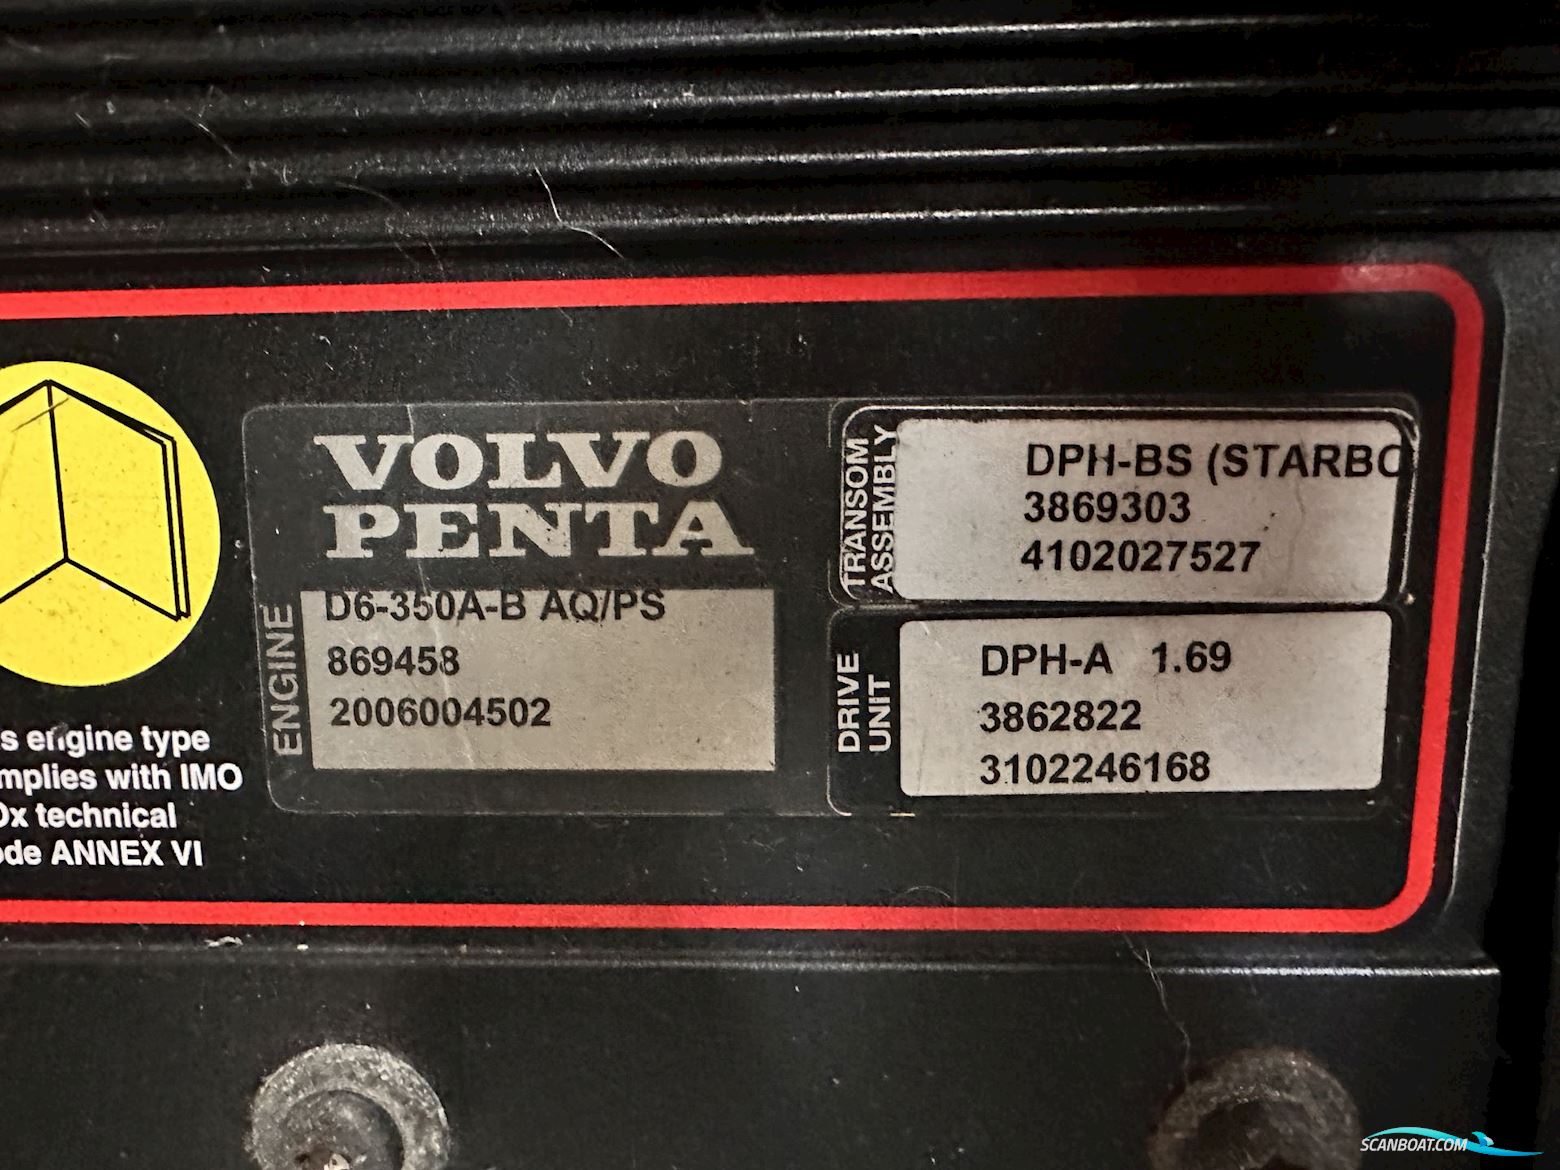 VOLVO
PENTA
ENGINE
D6-350A-B AQ/PS
869458
2006004502
TRANSOM
ASSEMBLY
DPH-BS (STARBO
3869303
4102027527
DRIVE
UNIT
DPH-A 1.69
3862822
3102246168
s engine type
mplies with IMO
Ox technical
ode ANNEX VI
SCANBOAT.COM